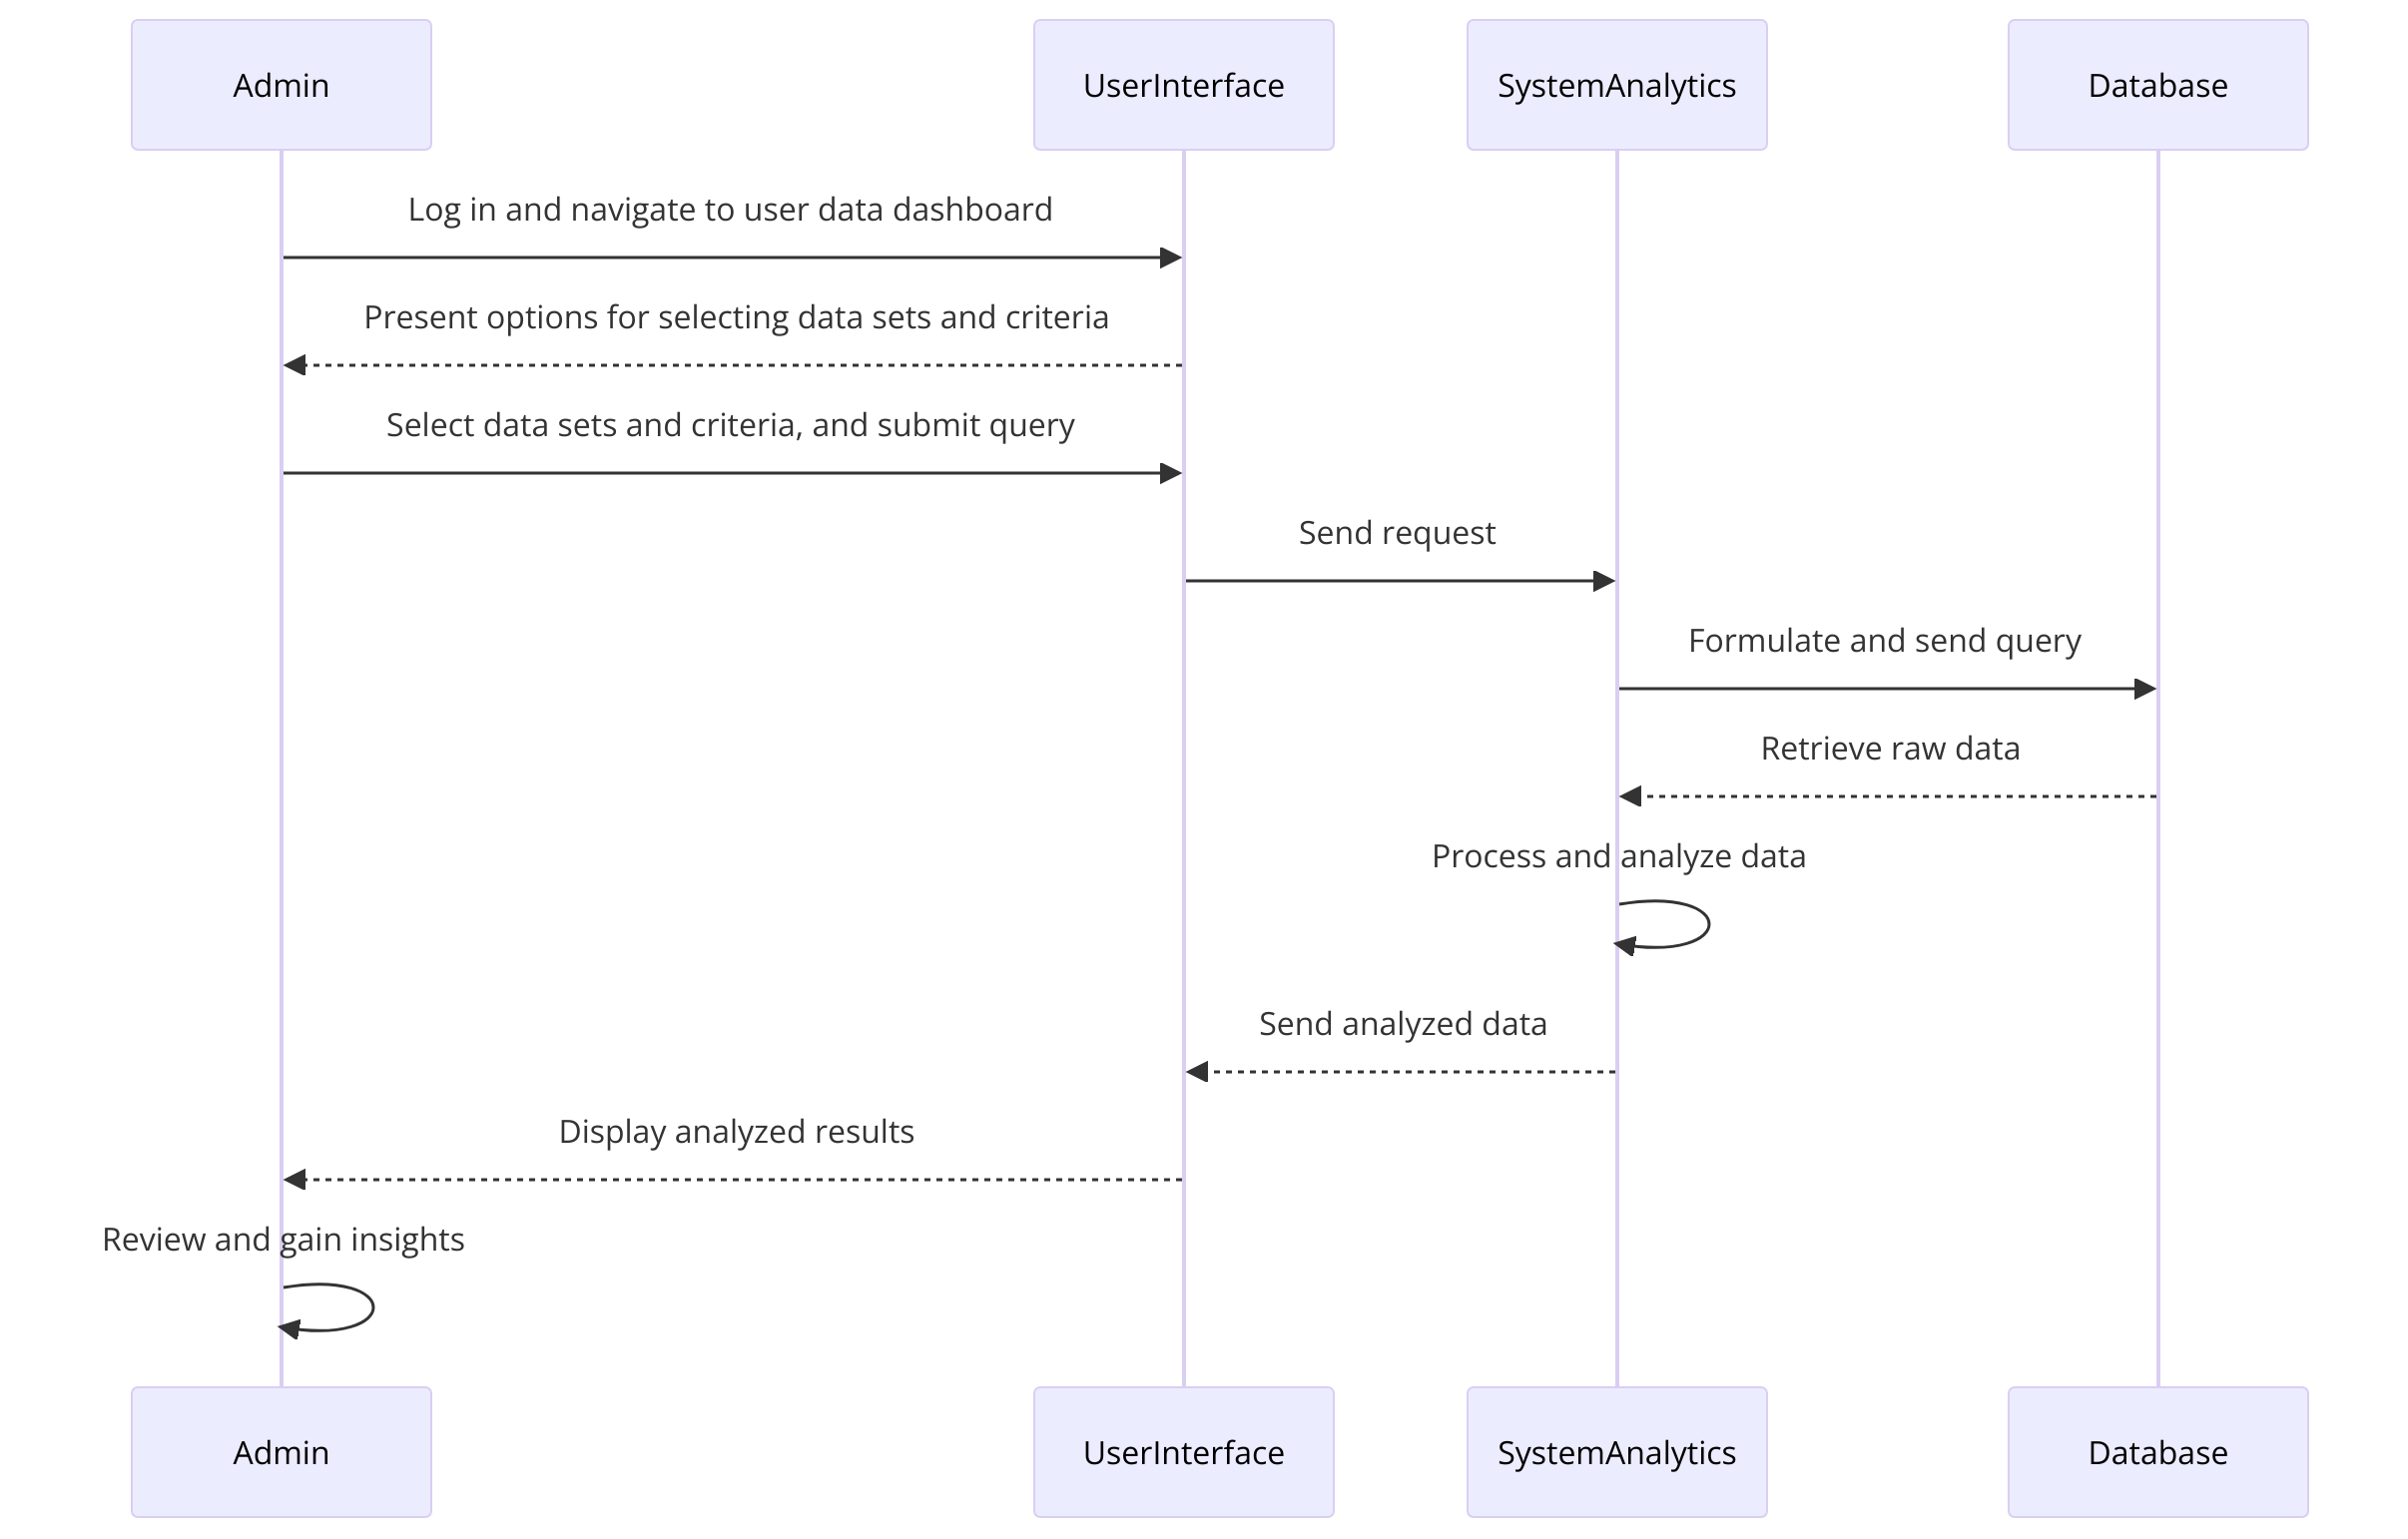 Admin
UserInterface
SystemAnalytics
Database
Log in and navigate to user data dashboard
Present options for selecting data sets and criteria
Select data sets and criteria, and submit query
Send request
Formulate and send query
Retrieve raw data
Process and analyze data
Send analyzed data
Display analyzed results
Review and gain insights
Admin
UserInterface
SystemAnalytics
Database